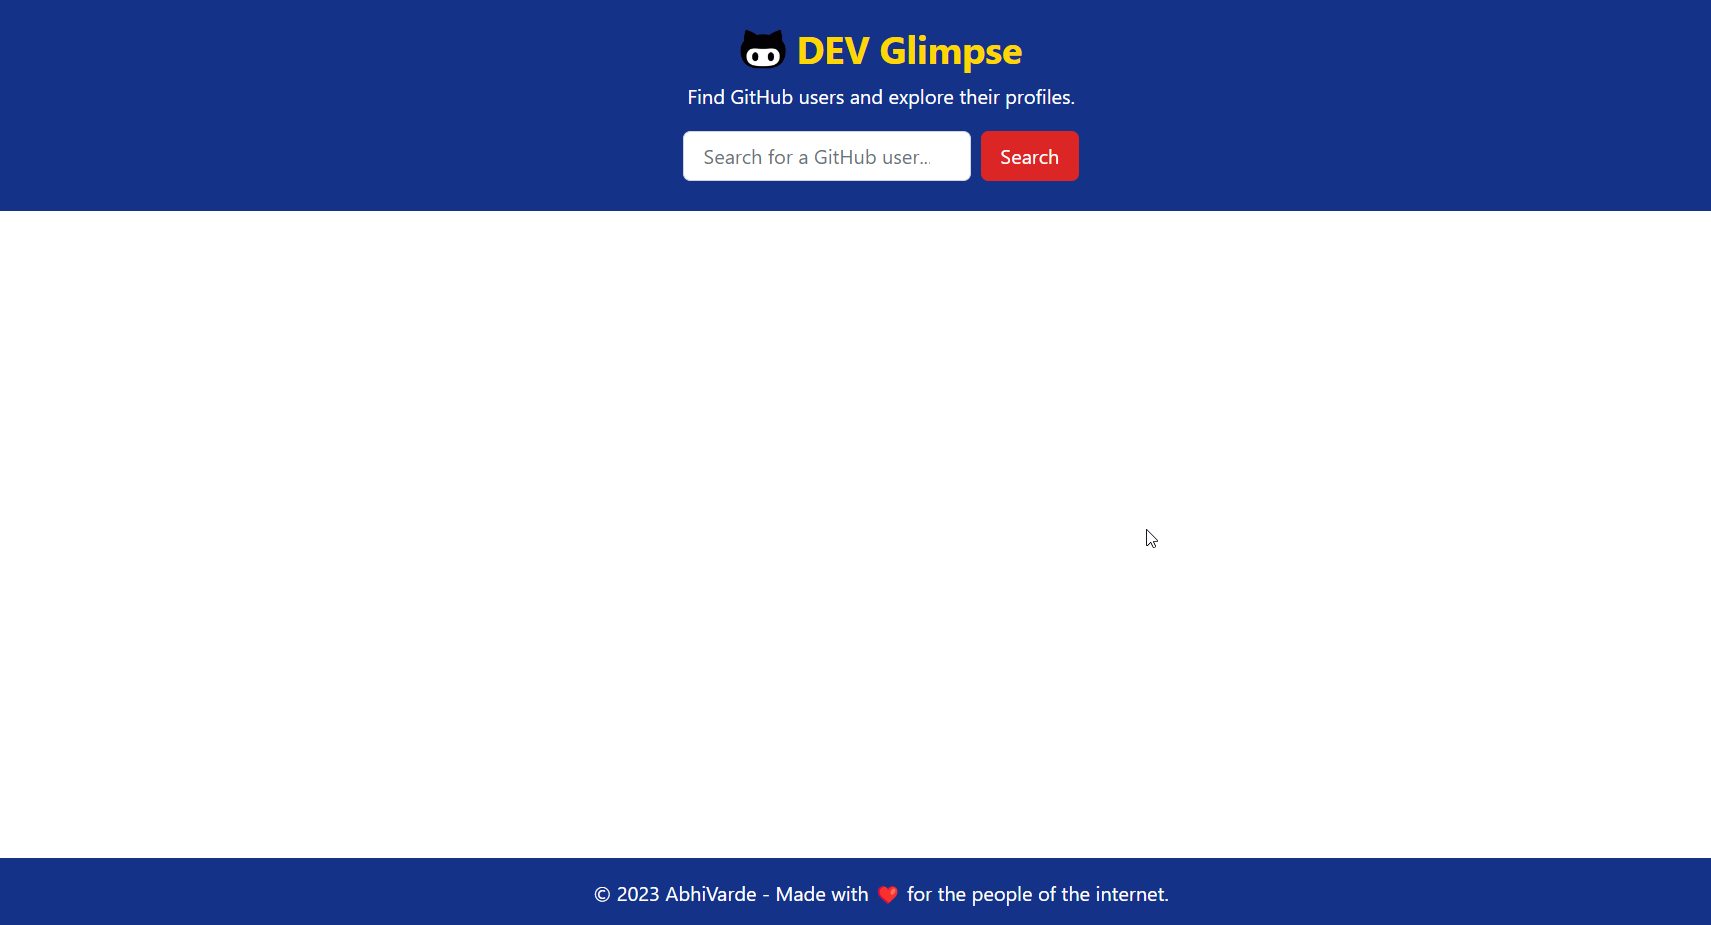 DEV Glimpse
Find GitHub users and explore their profiles.
Search for a GitHub user...
Search
© 2023 AbhiVarde - Made with ❤️ for the people of the internet.